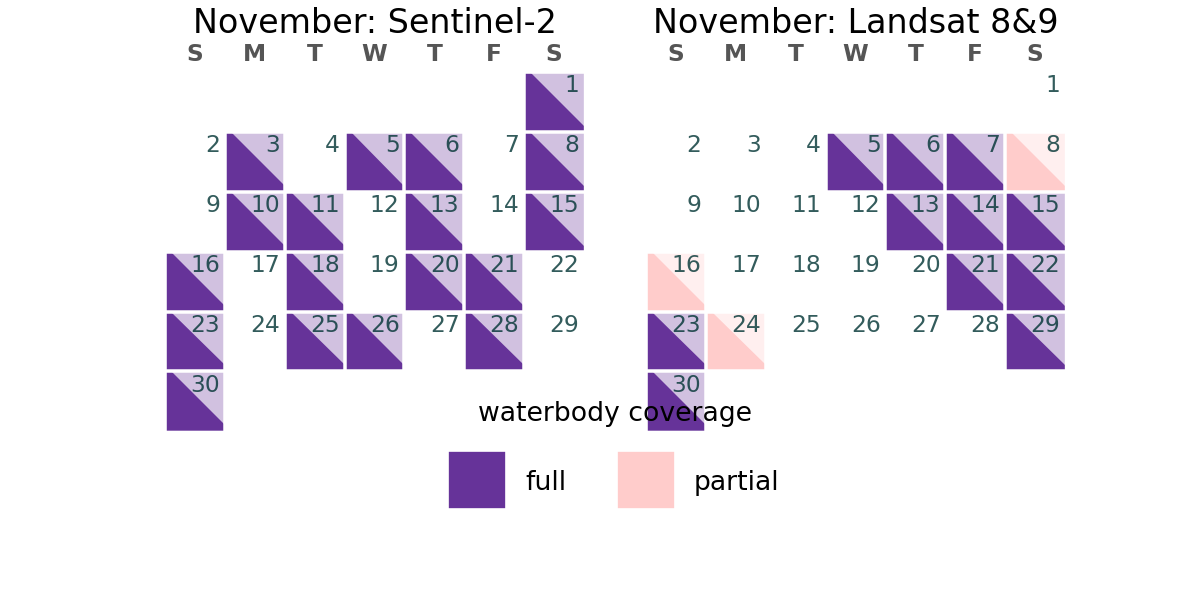 November: Sentinel-2
S M T W T F S
1
2 3 4 5 6 7 8
9 10 11 12 13 14 15
16 17 18 19 20 21 22
23 24 25 26 27 28 29
30
November: Landsat 8&9
S M T W T F S
1
2 3 4 5 6 7 8
9 10 11 12 13 14 15
16 17 18 19 20 21 22
23 24 25 26 27 28 29
30
waterbody coverage
full partial